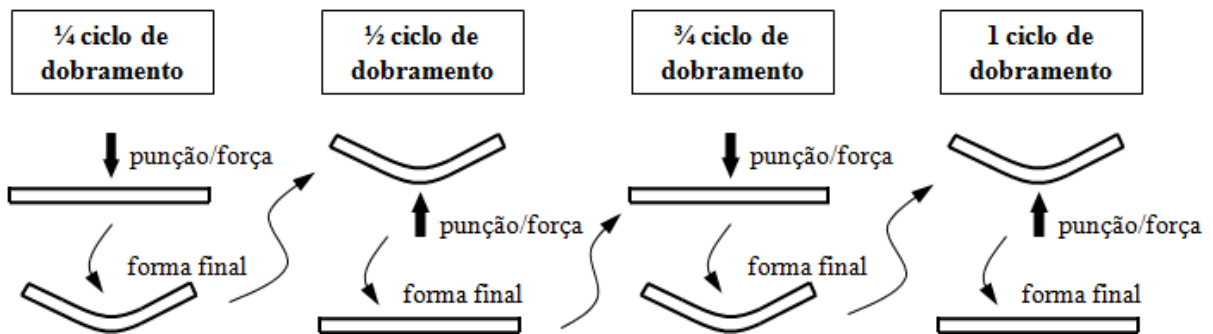 ¼ ciclo de
dobramento
½ ciclo de
dobramento
¾ ciclo de
dobramento
1 ciclo de
dobramento
punção/força
forma final
punção/força
forma final
punção/força
forma final
punção/força
forma final